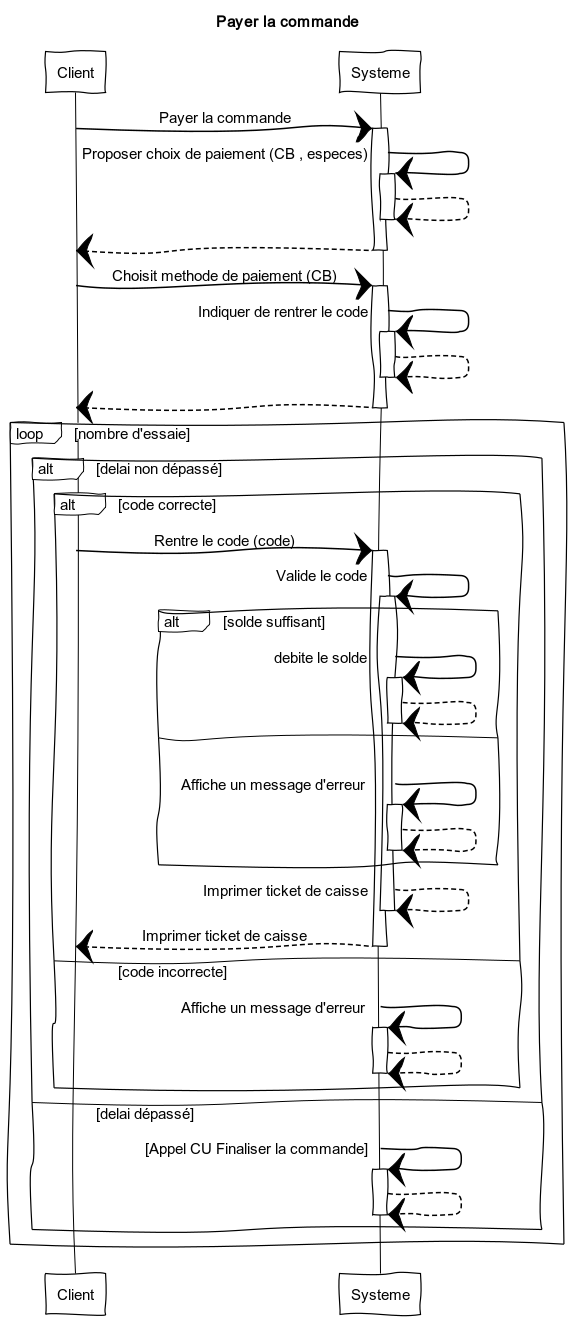 Payer la commande
Client
Systeme
Payer la commande
Proposer choix de paiement (CB , especes)
Choisit methode de paiement (CB)
Indiquer de rentrer le code
loop
[nombre d'essaie]
alt
[delai non dépassé]
alt
[code correcte]
Rentre le code (code)
Valide le code
alt
[solde suffisant]
debite le solde
Affiche un message d'erreur
Imprimer ticket de caisse
Imprimer ticket de caisse
[code incorrecte]
Affiche un message d'erreur
[delai dépassé]
[Appel CU Finaliser la commande]
Client
Systeme